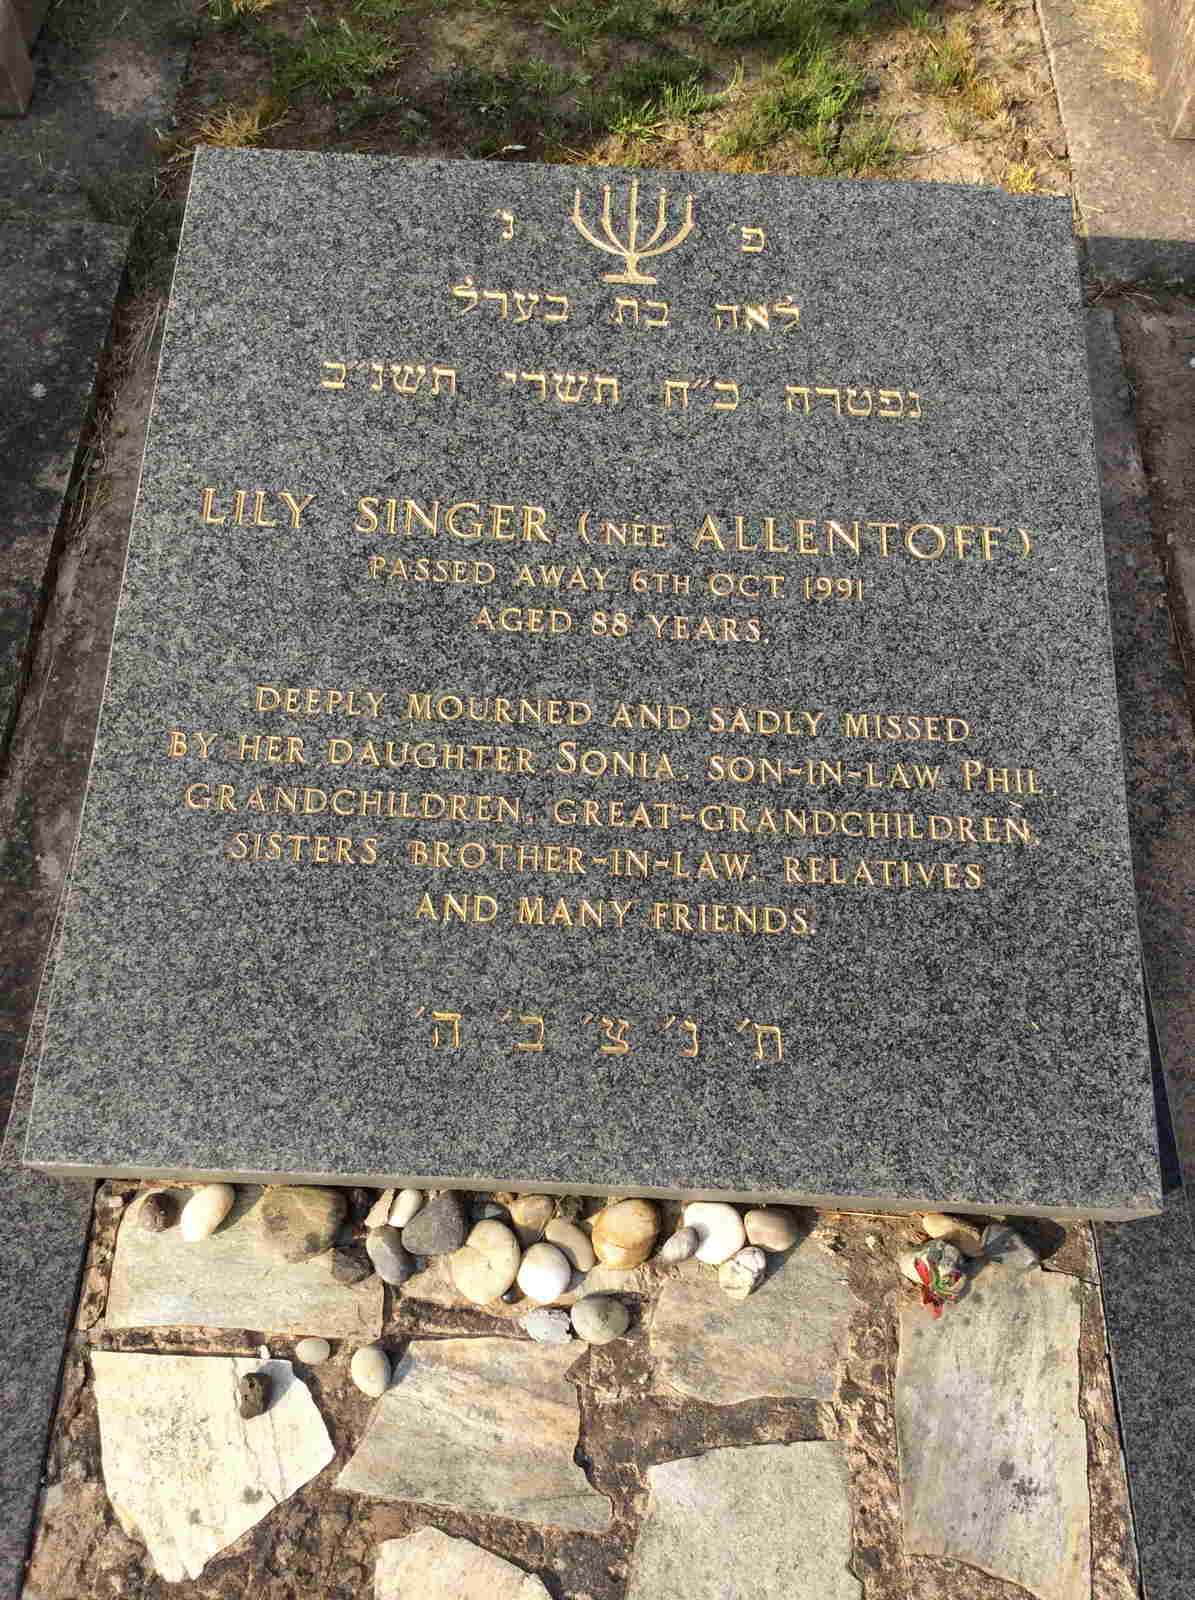 פ׳ נ׳
לאה בת בערל
נפטרה כ״ח תשרי תשנ״ב
LILY SINGER (NÉE ALLENTOFF)
PASSED AWAY 6TH OCT. 1991
AGED 88 YEARS.
DEEPLY MOURNED AND SADLY MISSED
BY HER DAUGHTER SONIA, SON-IN-LAW PHIL,
GRANDCHILDREN, GREAT-GRANDCHILDREN,
SISTERS, BROTHER-IN-LAW, RELATIVES
AND MANY FRIENDS.
ת׳ נ׳ צ׳ ב׳ ה׳